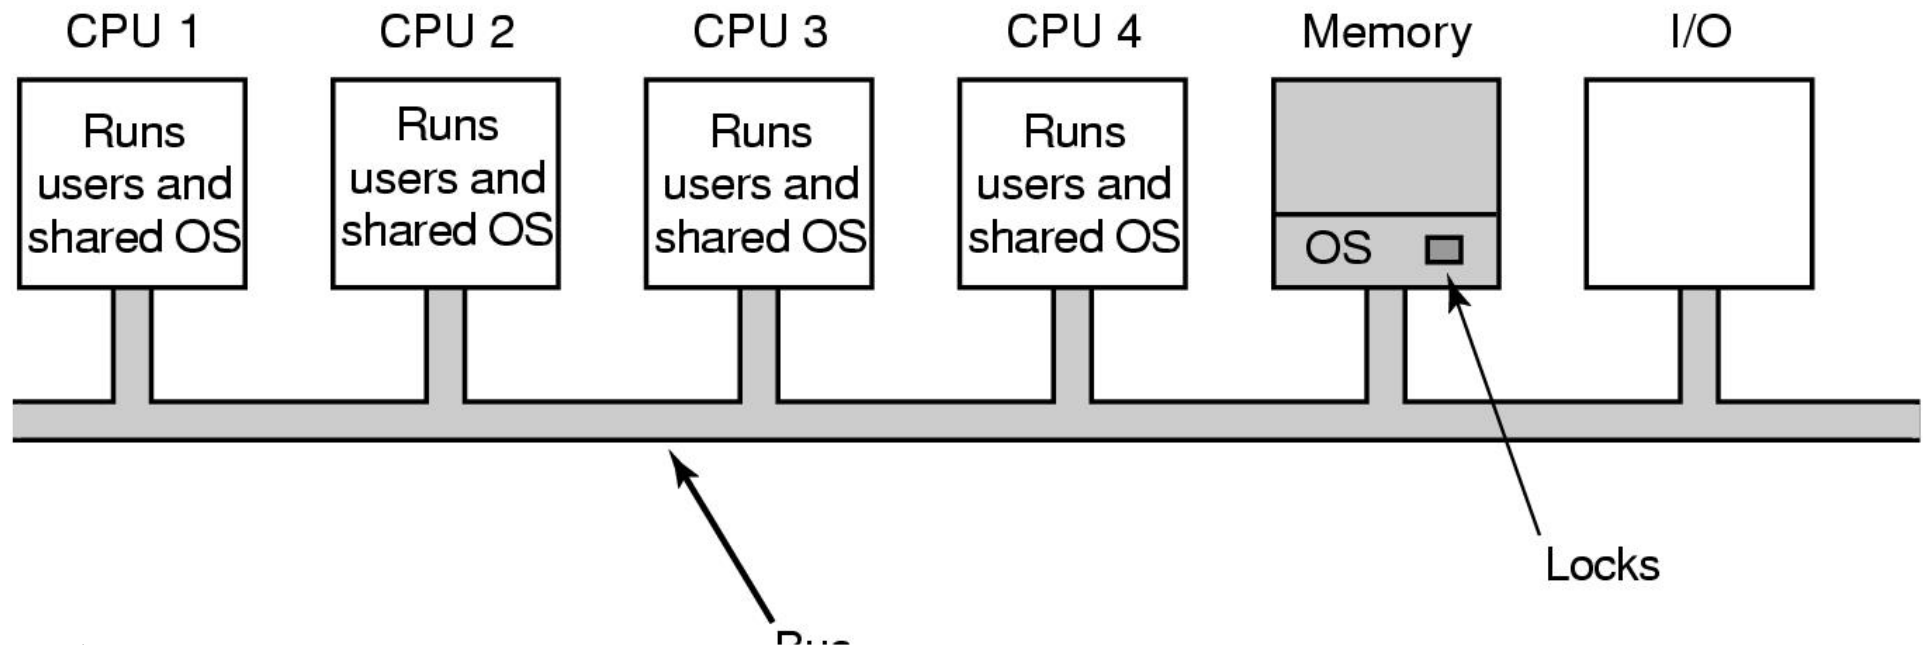 CPU 1
CPU 2
CPU 3
CPU 4
Memory
I/O
Runs
users and
shared OS
Runs
users and
shared OS
Runs
users and
shared OS
Runs
users and
shared OS
OS
Locks
Bus